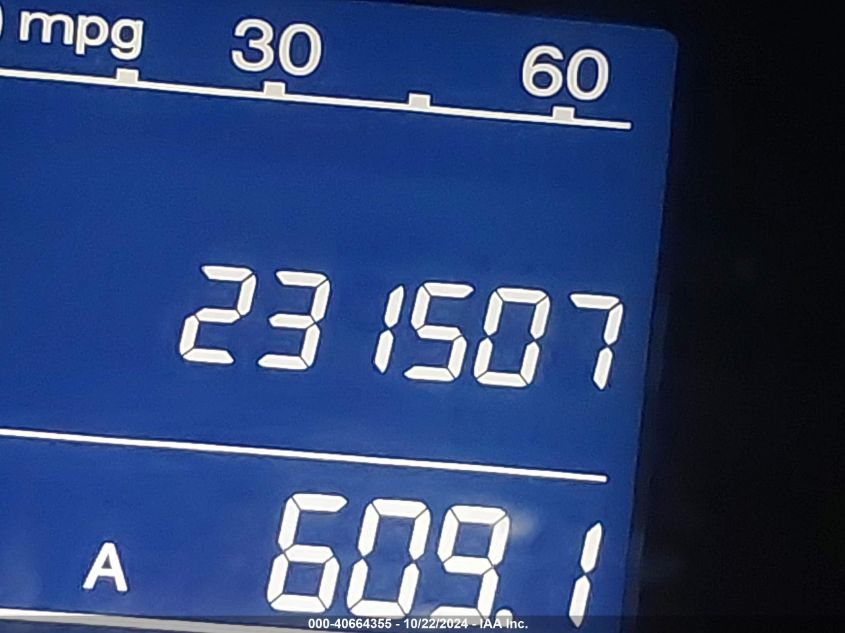 mpg 30 60
231507
A 609.1
000-40664355 - 10/22/2024 - IAA Inc.